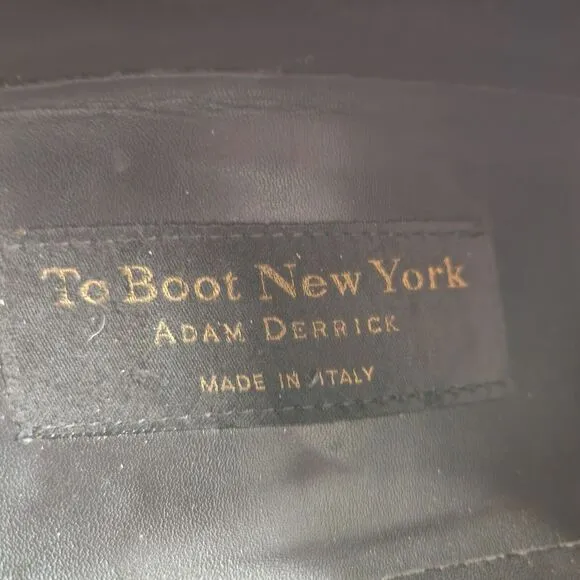 To Boot New York
ADAM DERRICK
MADE IN ITALY